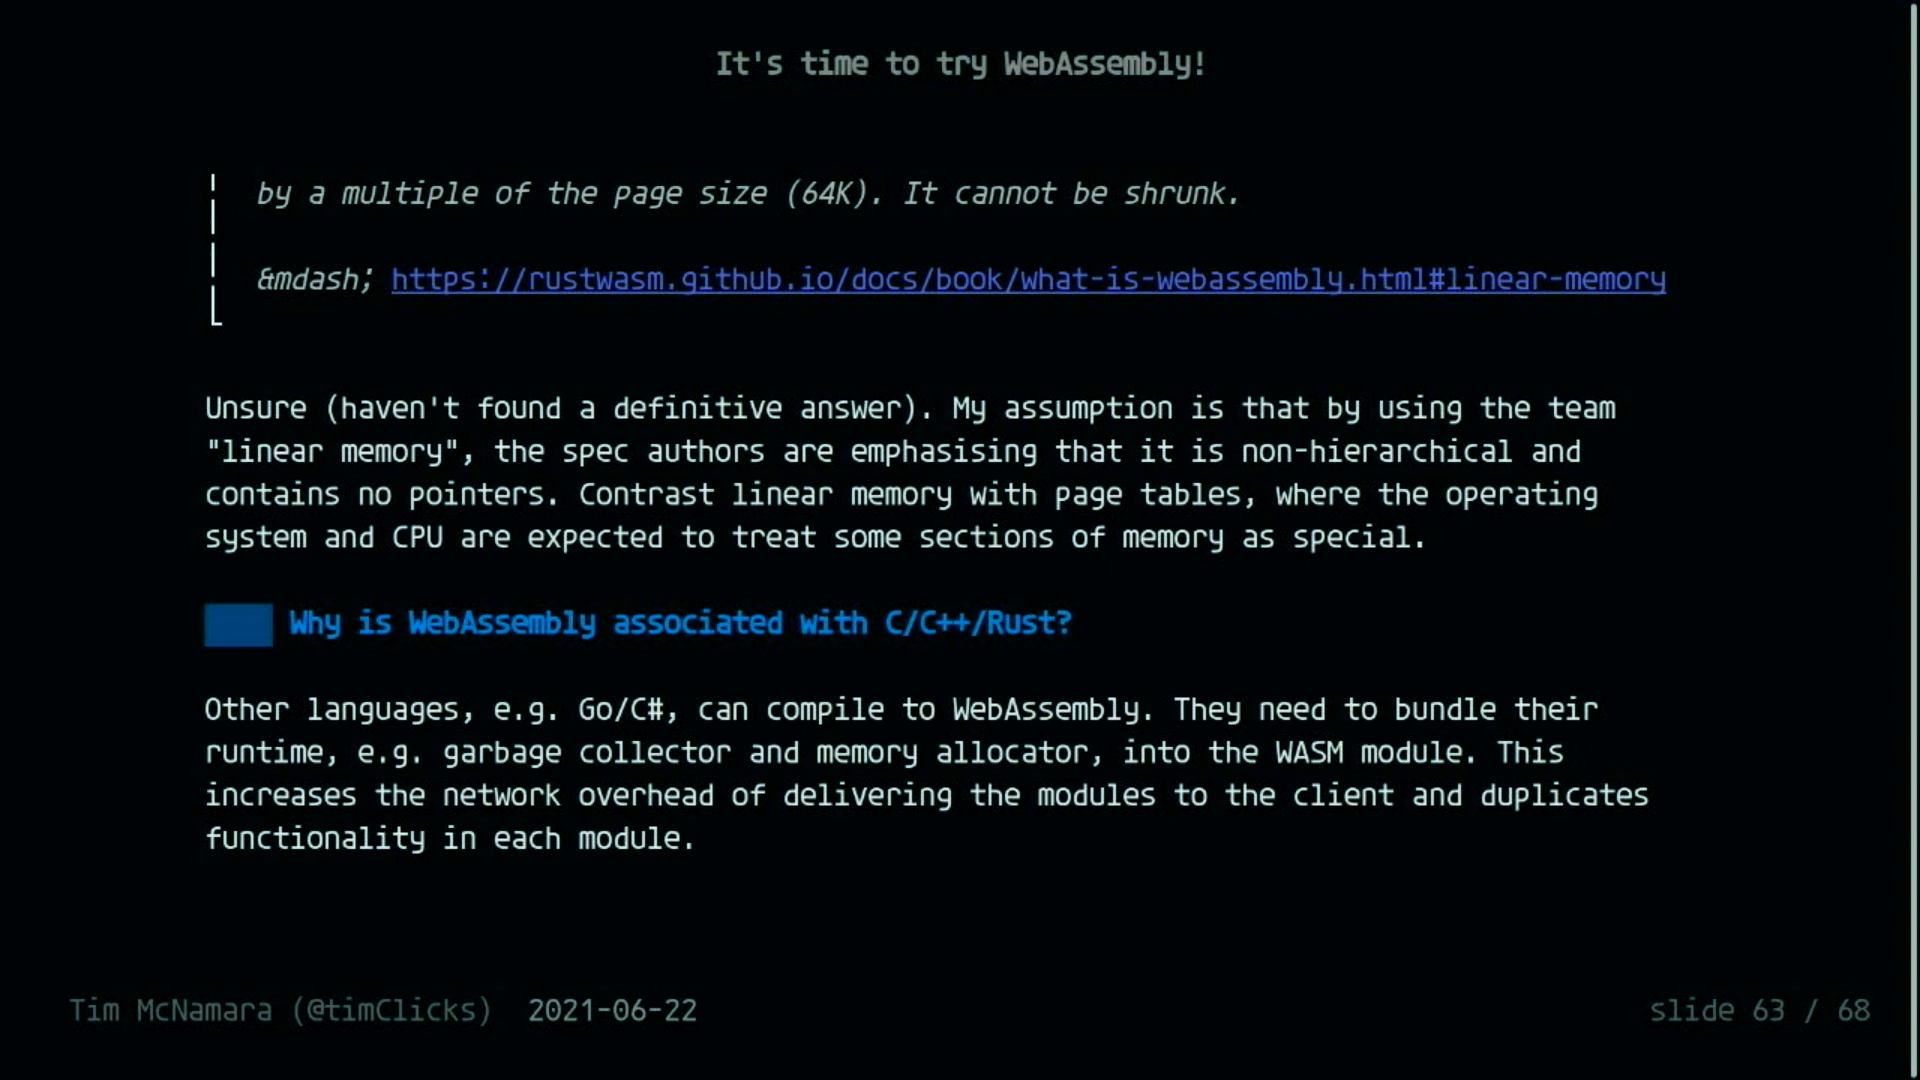 It's time to try WebAssembly!
by a multiple of the page size (64K). It cannot be shrunk.
&mdash; https://rustwasm.github.io/docs/book/what-is-webassembly.html#linear-memory
Unsure (haven't found a definitive answer). My assumption is that by using the team
"linear memory", the spec authors are emphasising that it is non-hierarchical and
contains no pointers. Contrast linear memory with page tables, where the operating
system and CPU are expected to treat some sections of memory as special.
Why is WebAssembly associated with C/C++/Rust?
Other languages, e.g. Go/C#, can compile to WebAssembly. They need to bundle their
runtime, e.g. garbage collector and memory allocator, into the WASM module. This
increases the network overhead of delivering the modules to the client and duplicates
functionality in each module.
Tim McNamara (@timClicks) 2021-06-22
slide 63 / 68